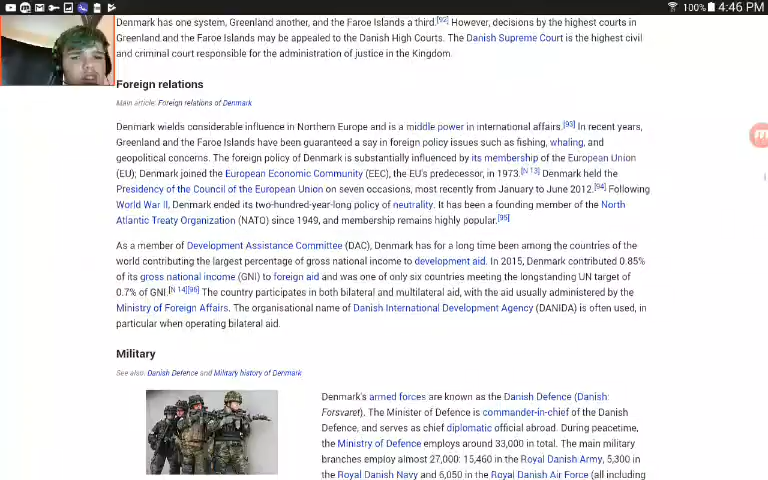 100% 4:46 PM
Denmark has one system, Greenland another, and the Faroe Islands a third.[92] However, decisions by the highest courts in
Greenland and the Faroe Islands may be appealed to the Danish High Courts. The Danish Supreme Court is the highest civil
and criminal court responsible for the administration of justice in the Kingdom.
Foreign relations
Main article: Foreign relations of Denmark
Denmark wields considerable influence in Northern Europe and is a middle power in international affairs.[93] In recent years,
Greenland and the Faroe Islands have been guaranteed a say in foreign policy issues such as fishing, whaling, and
geopolitical concerns. The foreign policy of Denmark is substantially influenced by its membership of the European Union
(EU); Denmark joined the European Economic Community (EEC), the EU's predecessor, in 1973.[N 13] Denmark held the
Presidency of the Council of the European Union on seven occasions, most recently from January to June 2012.[94] Following
World War II, Denmark ended its two-hundred-year-long policy of neutrality. It has been a founding member of the North
Atlantic Treaty Organization (NATO) since 1949, and membership remains highly popular.[95]
As a member of Development Assistance Committee (DAC), Denmark has for a long time been among the countries of the
world contributing the largest percentage of gross national income to development aid. In 2015, Denmark contributed 0.85%
of its gross national income (GNI) to foreign aid and was one of only six countries meeting the longstanding UN target of
0.7% of GNI.[N 14][96] The country participates in both bilateral and multilateral aid, with the aid usually administered by the
Ministry of Foreign Affairs. The organisational name of Danish International Development Agency (DANIDA) is often used, in
particular when operating bilateral aid.
Military
See also: Danish Defence and Military history of Denmark
Denmark's armed forces are known as the Danish Defence (Danish:
Forsvaret). The Minister of Defence is commander-in-chief of the Danish
Defence, and serves as chief diplomatic official abroad. During peacetime,
the Ministry of Defence employs around 33,000 in total. The main military
branches employ almost 27,000: 15,460 in the Royal Danish Army, 5,300 in
the Royal Danish Navy and 6,050 in the Royal Danish Air Force (all including